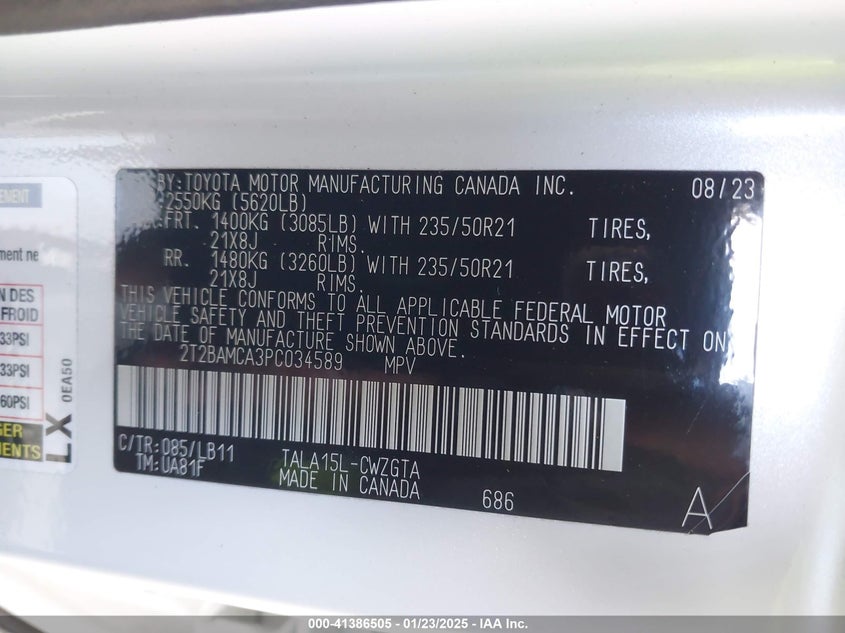 BY:TOYOTA MOTOR MANUFACTURING CANADA INC. 08/23
2550KG (5620LB)
FRT. 1400KG (3085LB) WITH 235/50R21 TIRES,
21X8J RIMS.
RR. 1480KG (3260LB) WITH 235/50R21 TIRES,
21X8J RIMS.
THIS VEHICLE CONFORMS TO ALL APPLICABLE FEDERAL MOTOR
VEHICLE SAFETY AND THEFT PREVENTION STANDARDS IN EFFECT ON
THE DATE OF MANUFACTURE SHOWN ABOVE.
2T2BAMCA3PC034589 MPV
C/TR:085/LB11 TALA15L-CWZGTA
TM:UA81F MADE IN CANADA 686 A
ment ne
DES
FROID
33PSI
33PSI
60PSI
LX 0EA50
000-41386505 - 01/23/2025 - IAA Inc.